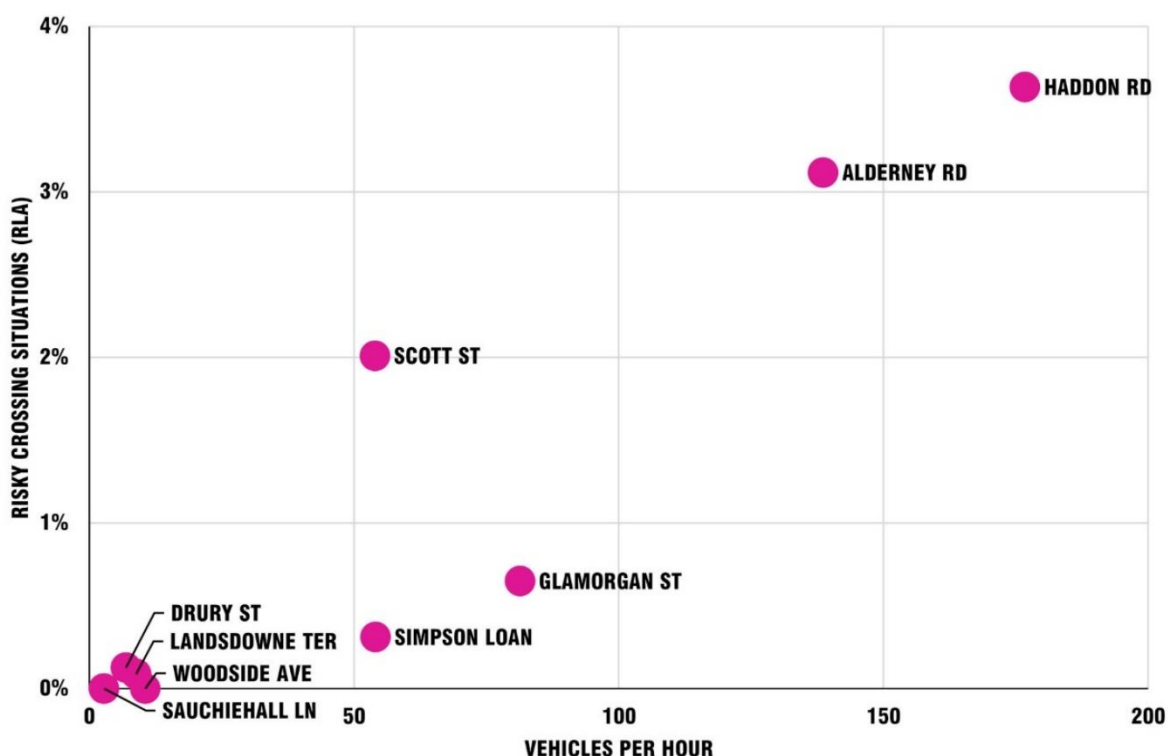 4%
HADDON RD
ALDERNEY RD
3%
RISKY CROSSING SITUATIONS (RLA)
2%
SCOTT ST
1%
GLAMORGAN ST
DRURY ST
SIMPSON LOAN
LANDSDOWNE TER
WOODSIDE AVE
0%
SAUCHIEHALL LN
0 50 100 150 200
VEHICLES PER HOUR